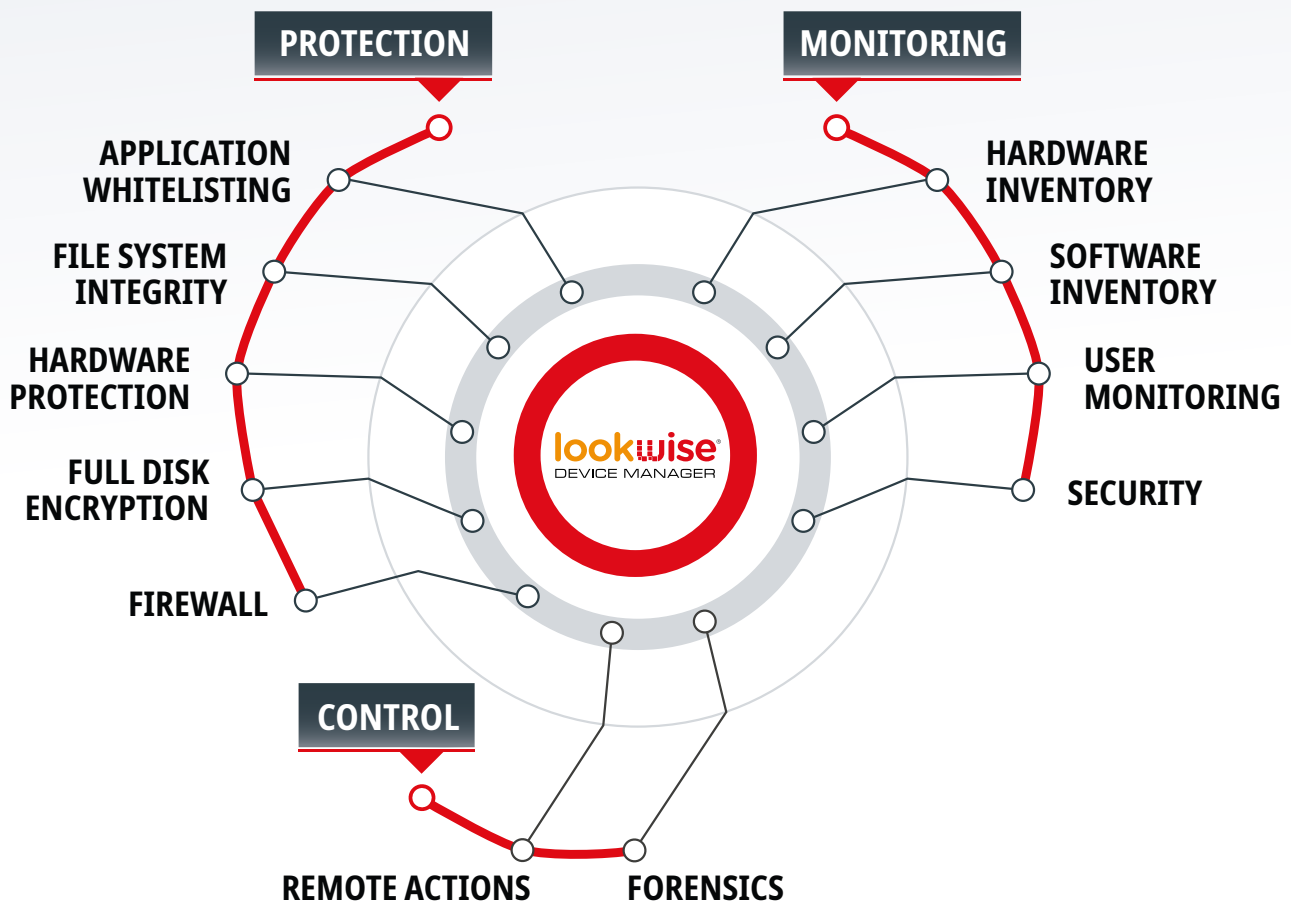 PROTECTION
APPLICATION
WHITELISTING
FILE SYSTEM
INTEGRITY
HARDWARE
PROTECTION
FULL DISK
ENCRYPTION
FIREWALL
MONITORING
HARDWARE
INVENTORY
SOFTWARE
INVENTORY
USER
MONITORING
SECURITY
lookwise®
DEVICE MANAGER
CONTROL
REMOTE ACTIONS
FORENSICS